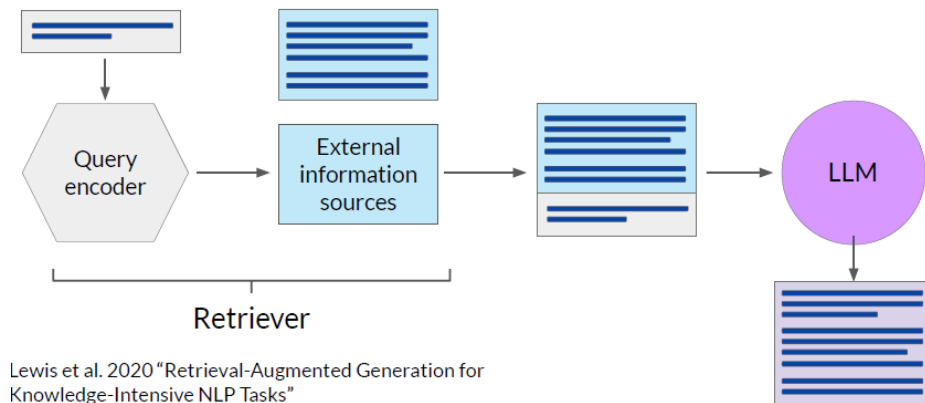 Query
encoder
External
information
sources
LLM
Retriever
Lewis et al. 2020 “Retrieval-Augmented Generation for
Knowledge-Intensive NLP Tasks”